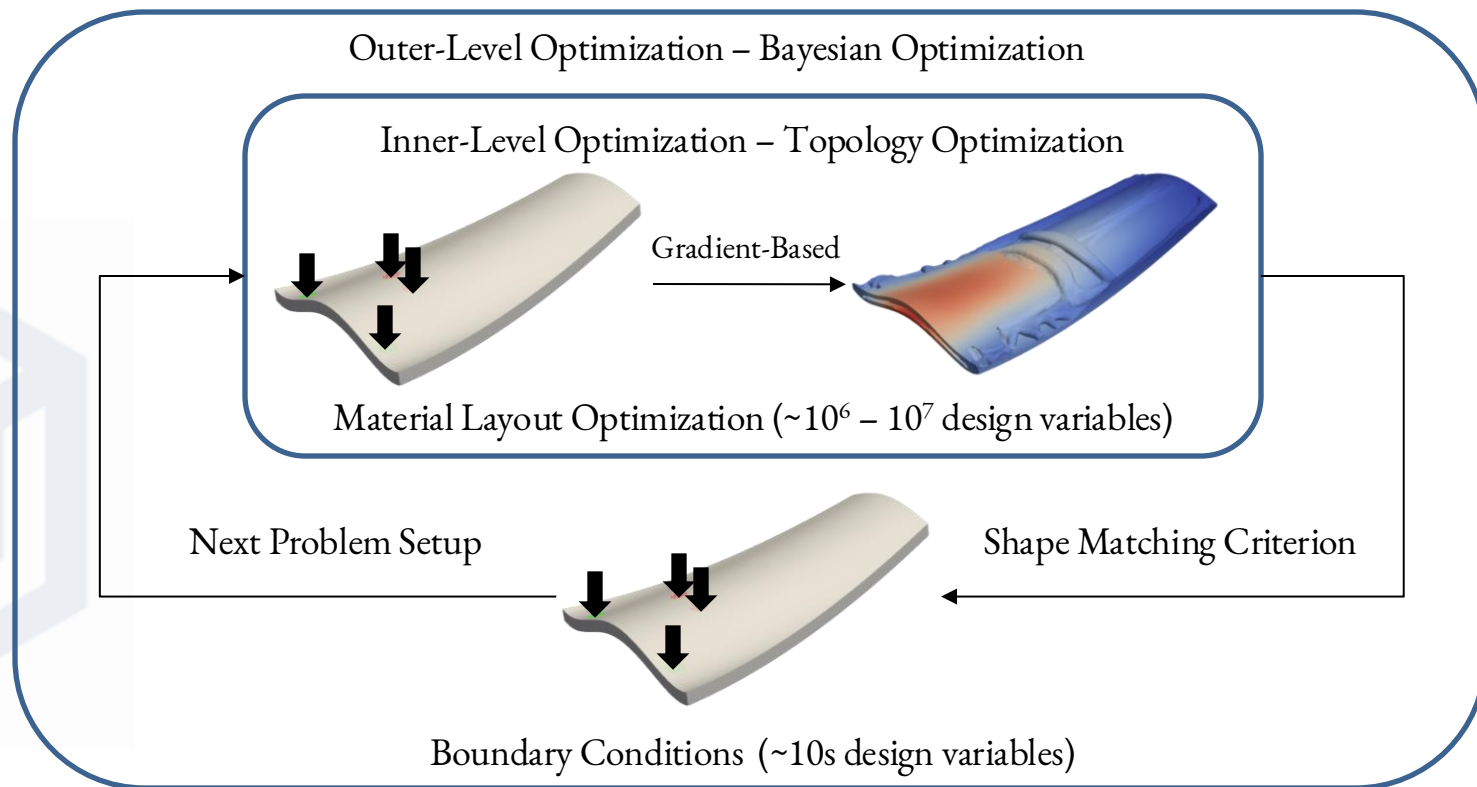 Outer-Level Optimization – Bayesian Optimization
Inner-Level Optimization – Topology Optimization
Gradient-Based
Material Layout Optimization (~10⁶ – 10⁷ design variables)
Next Problem Setup
Shape Matching Criterion
Boundary Conditions (~10s design variables)